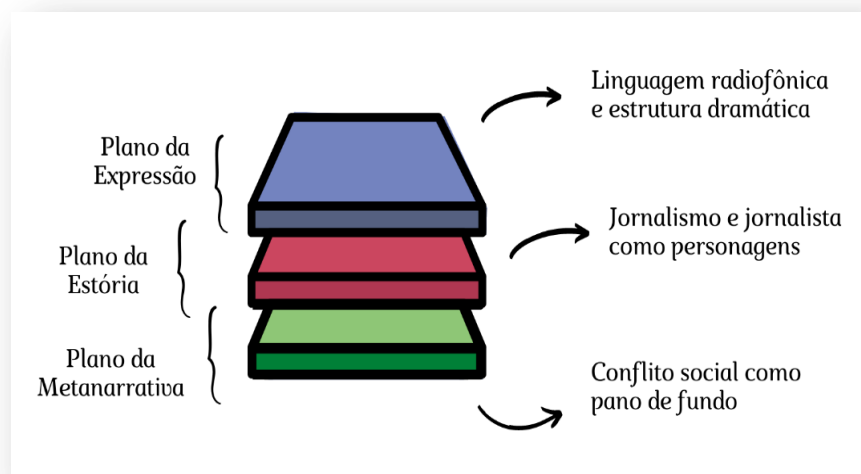 Linguagem radiofônica
e estrutura dramática
Plano da
Expressão
Jornalismo e jornalista
como personagens
Plano da
Estória
Plano da
Metanarrativa
Conflito social como
pano de fundo